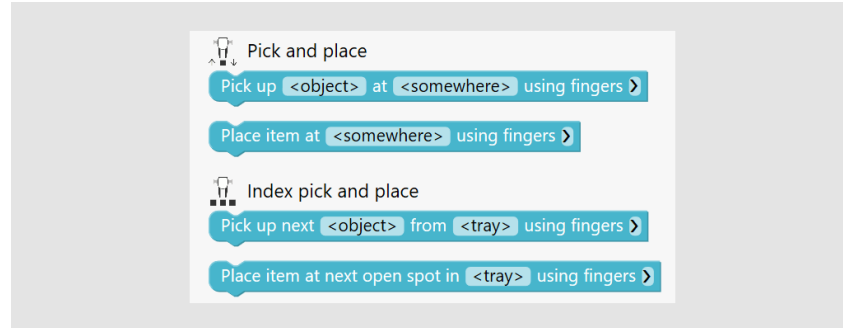 Pick and place
Pick up <object> at <somewhere> using fingers
Place item at <somewhere> using fingers
Index pick and place
Pick up next <object> from <tray> using fingers
Place item at next open spot in <tray> using fingers